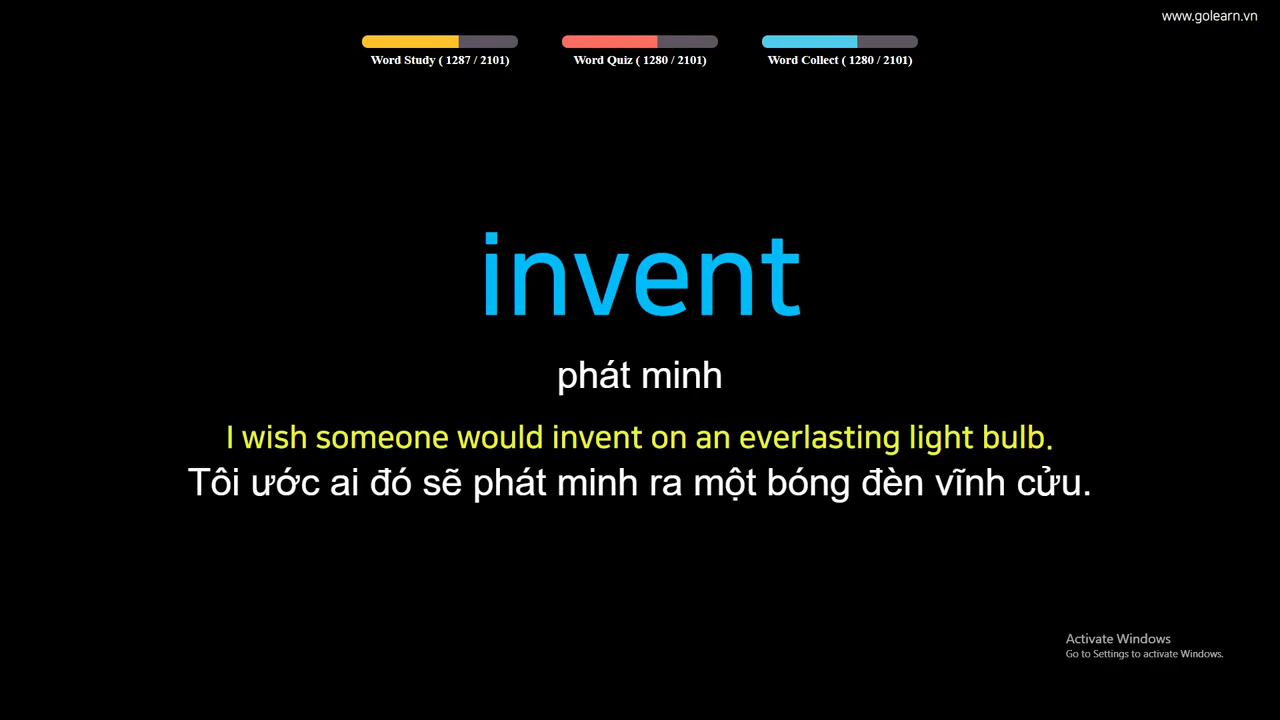 www.golearn.vn
Word Study ( 1287 / 2101) Word Quiz ( 1280 / 2101) Word Collect ( 1280 / 2101)
invent
phát minh
I wish someone would invent on an everlasting light bulb.
Tôi ước ai đó sẽ phát minh ra một bóng đèn vĩnh cửu.
Activate Windows
Go to Settings to activate Windows.